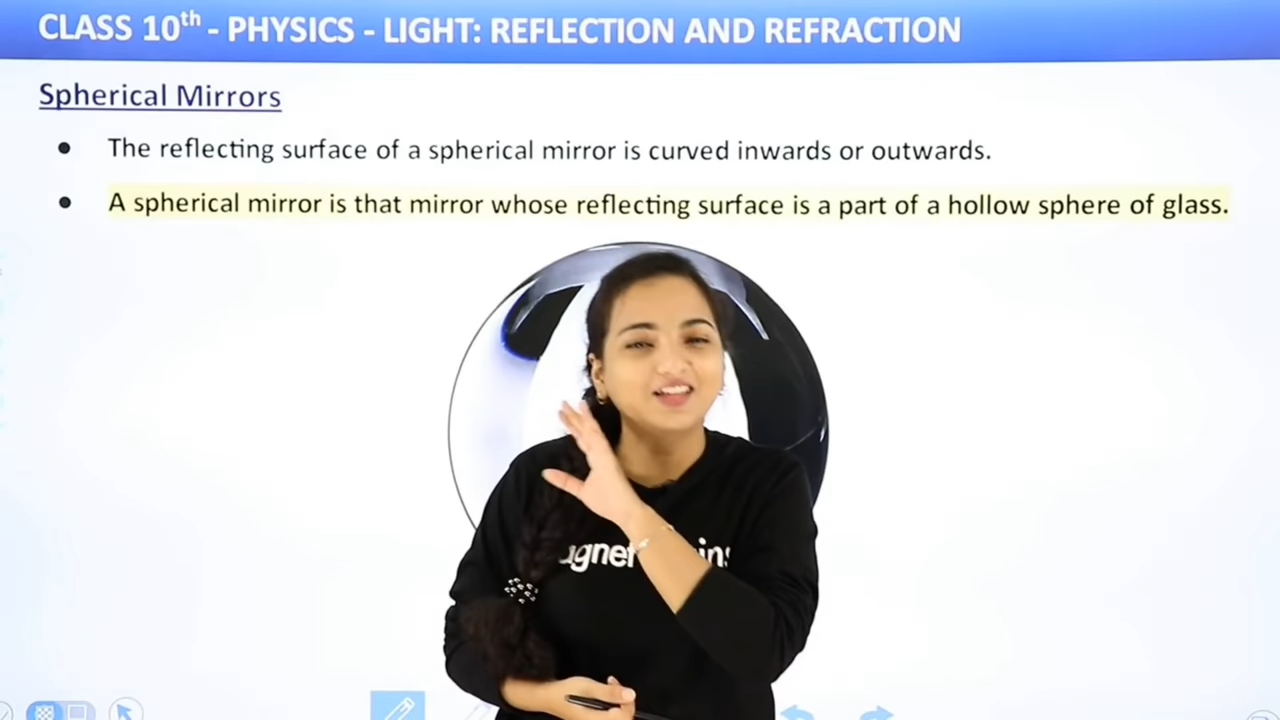 CLASS 10th - PHYSICS - LIGHT: REFLECTION AND REFRACTION
Spherical Mirrors
• The reflecting surface of a spherical mirror is curved inwards or outwards.
• A spherical mirror is that mirror whose reflecting surface is a part of a hollow sphere of glass.